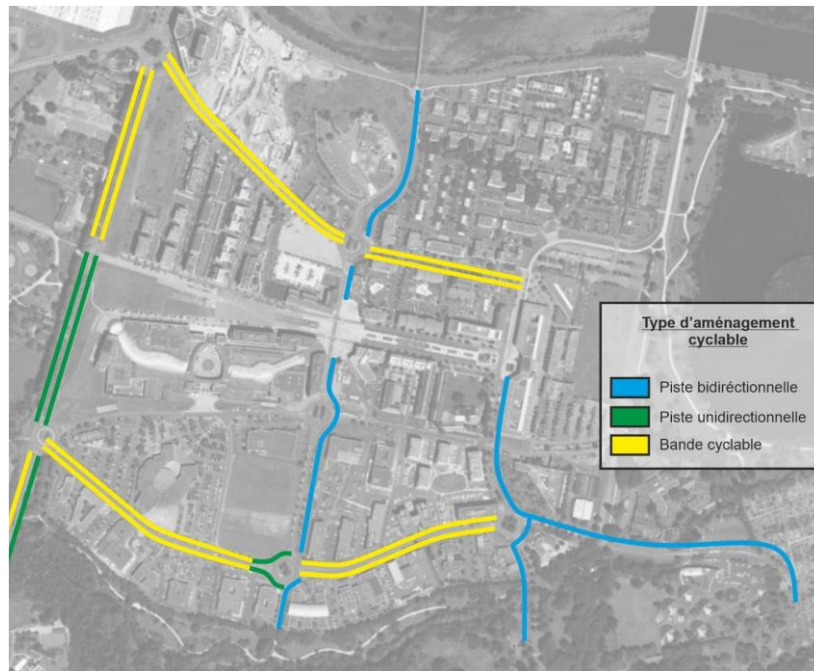 Type d'aménagement
cyclable
Piste bidiréctionnelle
Piste unidirectionnelle
Bande cyclable